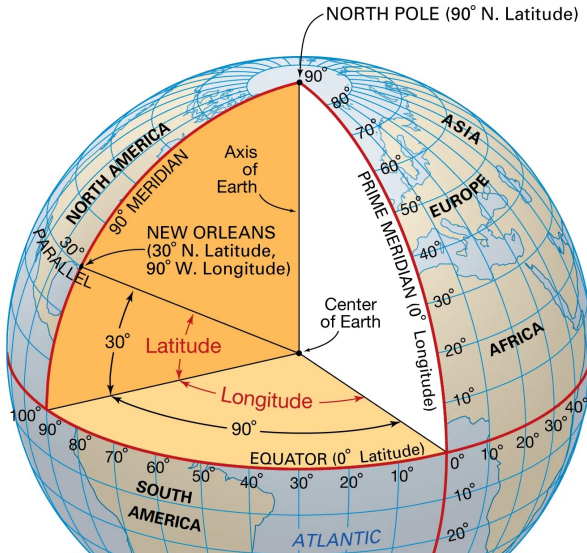 NORTH POLE (90° N. Latitude)
90°
80°
70°
60°
50°
40°
30°
20°
10°
ASIA
EUROPE
AFRICA
NORTH AMERICA
90° MERIDIAN
PRIME MERIDIAN (0° Longitude)
Axis
of
Earth
NEW ORLEANS
(30° N. Latitude,
90° W. Longitude)
30°
PARALLEL
Center
of Earth
30°
Latitude
Longitude
90°
EQUATOR (0° Latitude)
100°
90°
80°
70°
60°
50°
40°
30°
20°
10°
0°
10°
20°
30°
40°
10°
20°
SOUTH
AMERICA
ATLANTIC